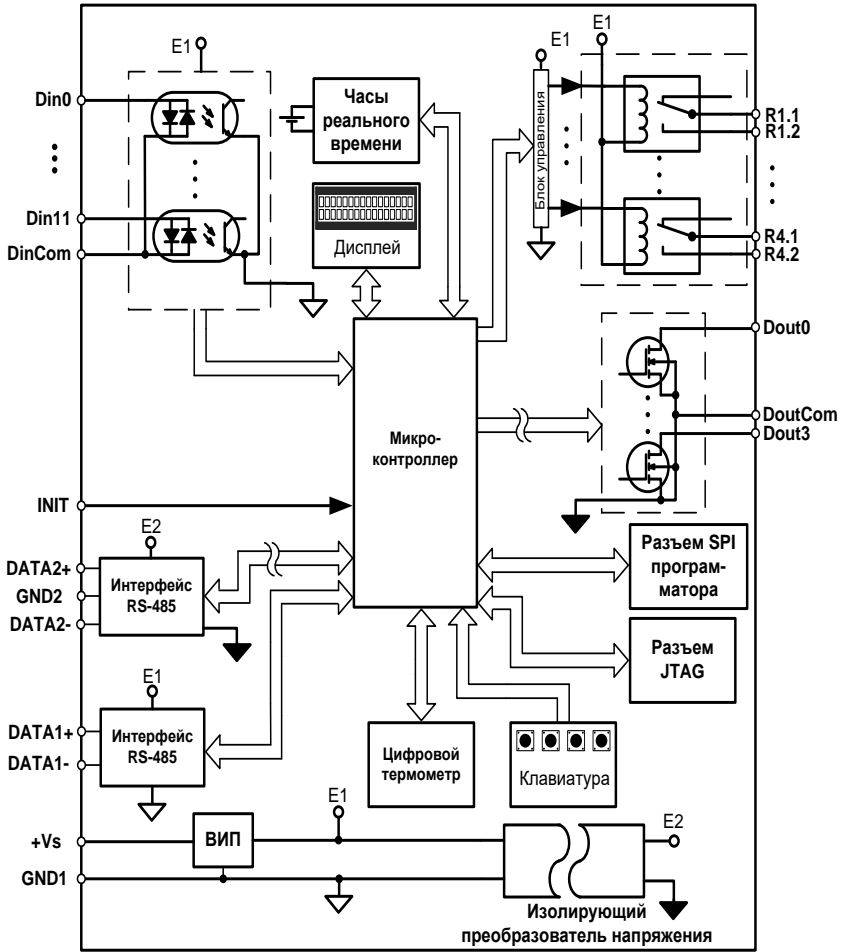 E1
Din0
Din11
DinCom
Часы
реального
времени
Дисплей
E1
Блок управления
E1
R1.1
R1.2
R4.1
R4.2
Dout0
DoutCom
Dout3
Микро-
контроллер
INIT
E2
DATA2+
GND2
DATA2-
Интерфейс
RS-485
Разъем SPI
програм-
матора
Разъем
JTAG
E1
DATA1+
DATA1-
Интерфейс
RS-485
Цифровой
термометр
Клавиатура
+Vs
GND1
ВИП
E1
E2
Изолирующий
преобразователь напряжения